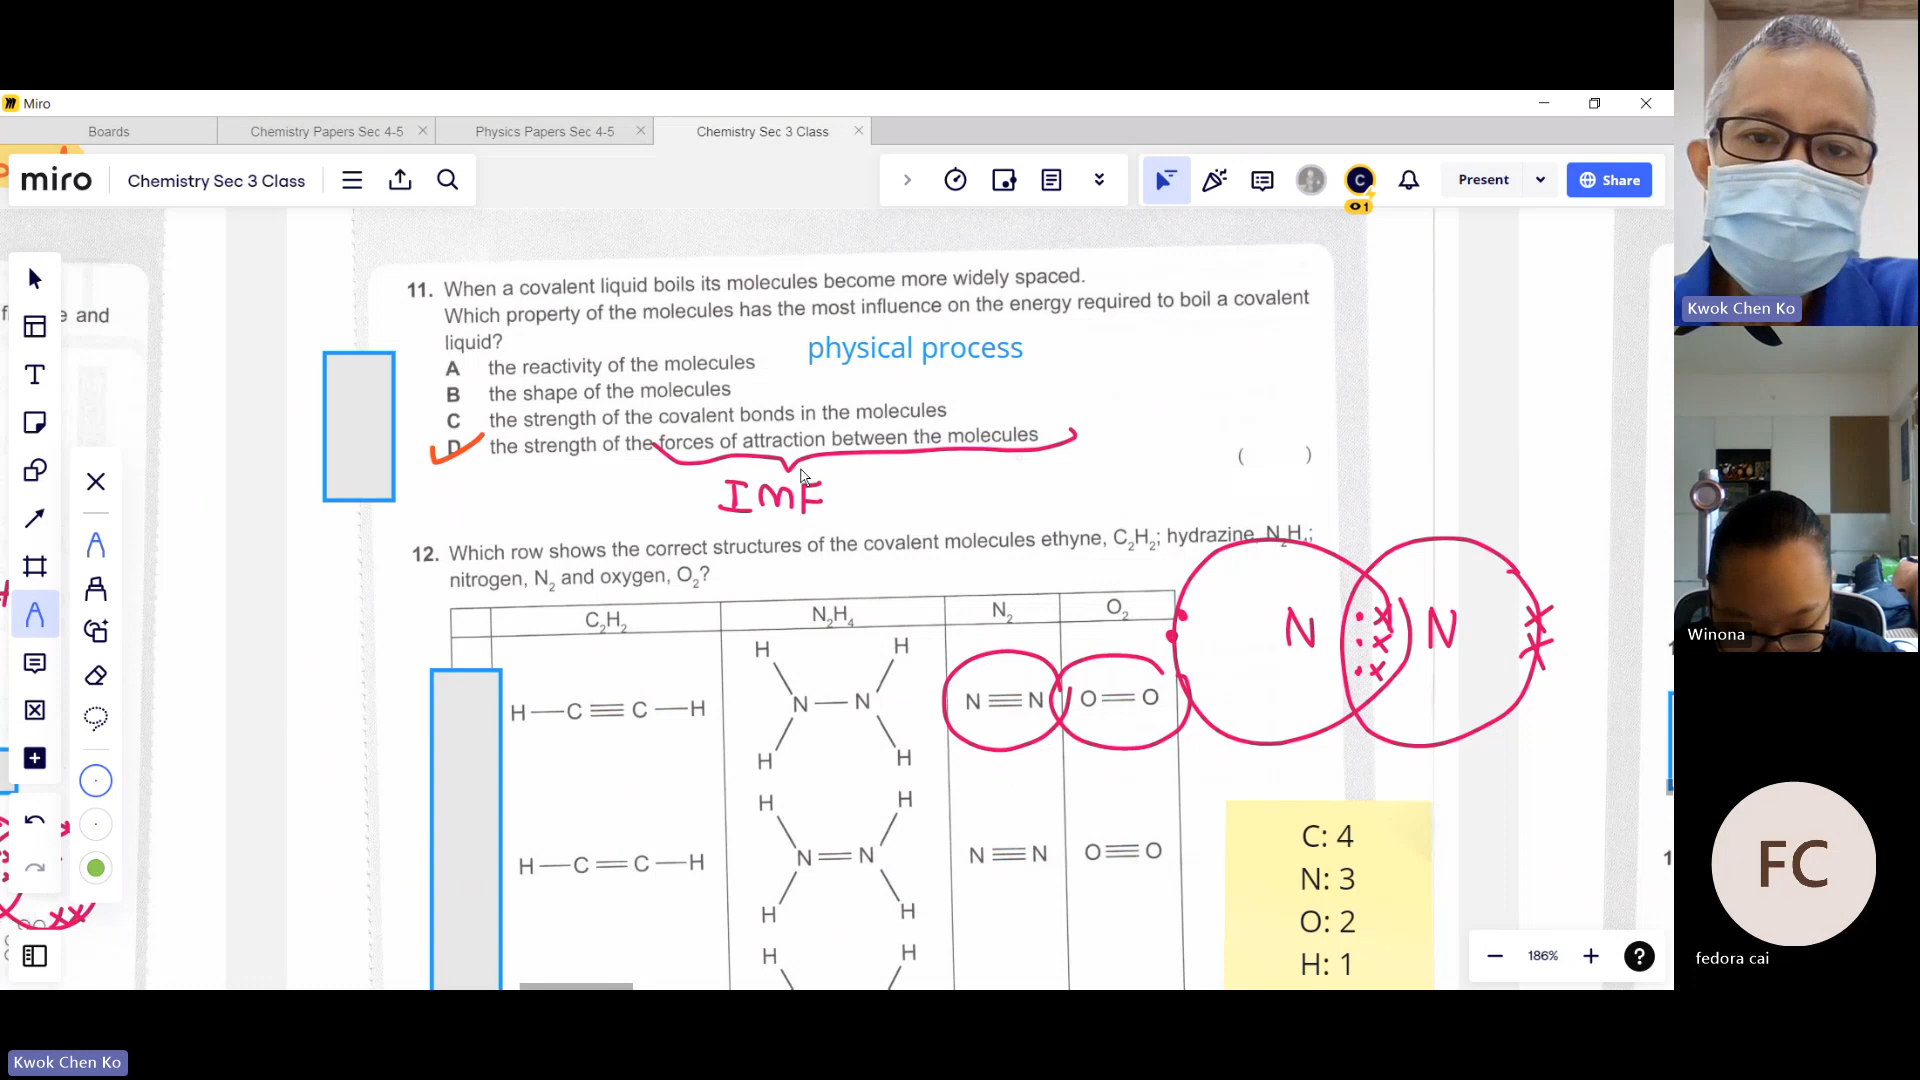 Miro
Boards
Chemistry Papers Sec 4-5
Physics Papers Sec 4-5
Chemistry Sec 3 Class
miro
Chemistry Sec 3 Class
C
1
Present
Share
e and
11. When a covalent liquid boils its molecules become more widely spaced.
Which property of the molecules has the most influence on the energy required to boil a covalent
liquid?
physical process
A the reactivity of the molecules
B the shape of the molecules
C the strength of the covalent bonds in the molecules
D the strength of the forces of attraction between the molecules
( )
IMF
12. Which row shows the correct structures of the covalent molecules ethyne, C₂H₂; hydrazine, N₂H₄;
nitrogen, N₂ and oxygen, O₂?
C₂H₂ N₂H₄ N₂ O₂
N N
H H
H—C≡C—H N—N N≡N O=O
H H
H H
H—C=C—H N=N N≡N O≡O
H H
H H
C: 4
N: 3
O: 2
H: 1
186%
Kwok Chen Ko
Winona
FC
fedora cai
Kwok Chen Ko